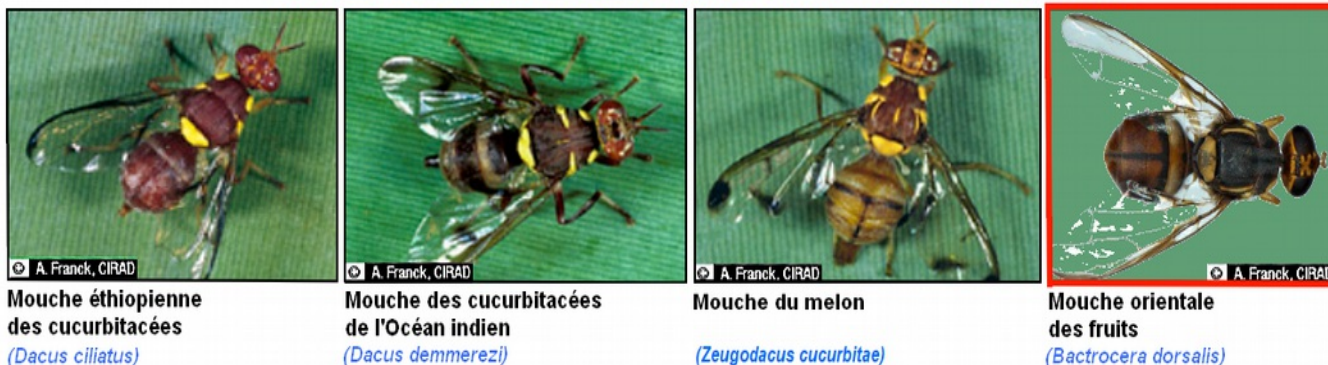 © A. Franck, CIRAD
© A. Franck, CIRAD
© A. Franck, CIRAD
© A. Franck, CIRAD
Mouche éthiopienne
des cucurbitacées
(Dacus ciliatus)
Mouche des cucurbitacées
de l'Océan indien
(Dacus demmerezi)
Mouche du melon
(Zeugodacus cucurbitae)
Mouche orientale
des fruits
(Bactrocera dorsalis)